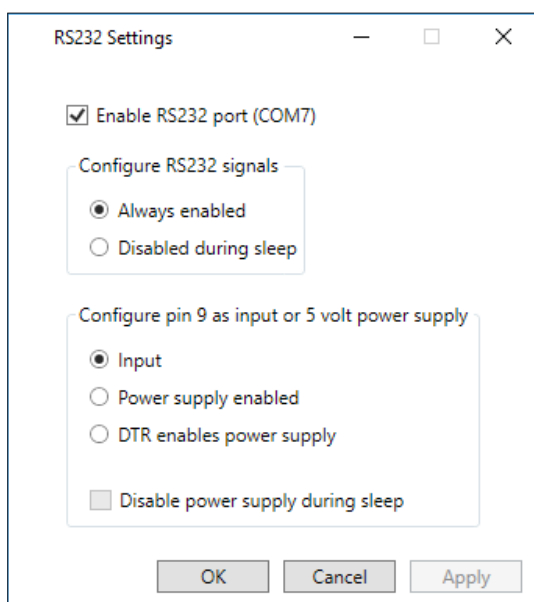 RS232 Settings
Enable RS232 port (COM7)
Configure RS232 signals
Always enabled
Disabled during sleep
Configure pin 9 as input or 5 volt power supply
Input
Power supply enabled
DTR enables power supply
Disable power supply during sleep
OK Cancel Apply